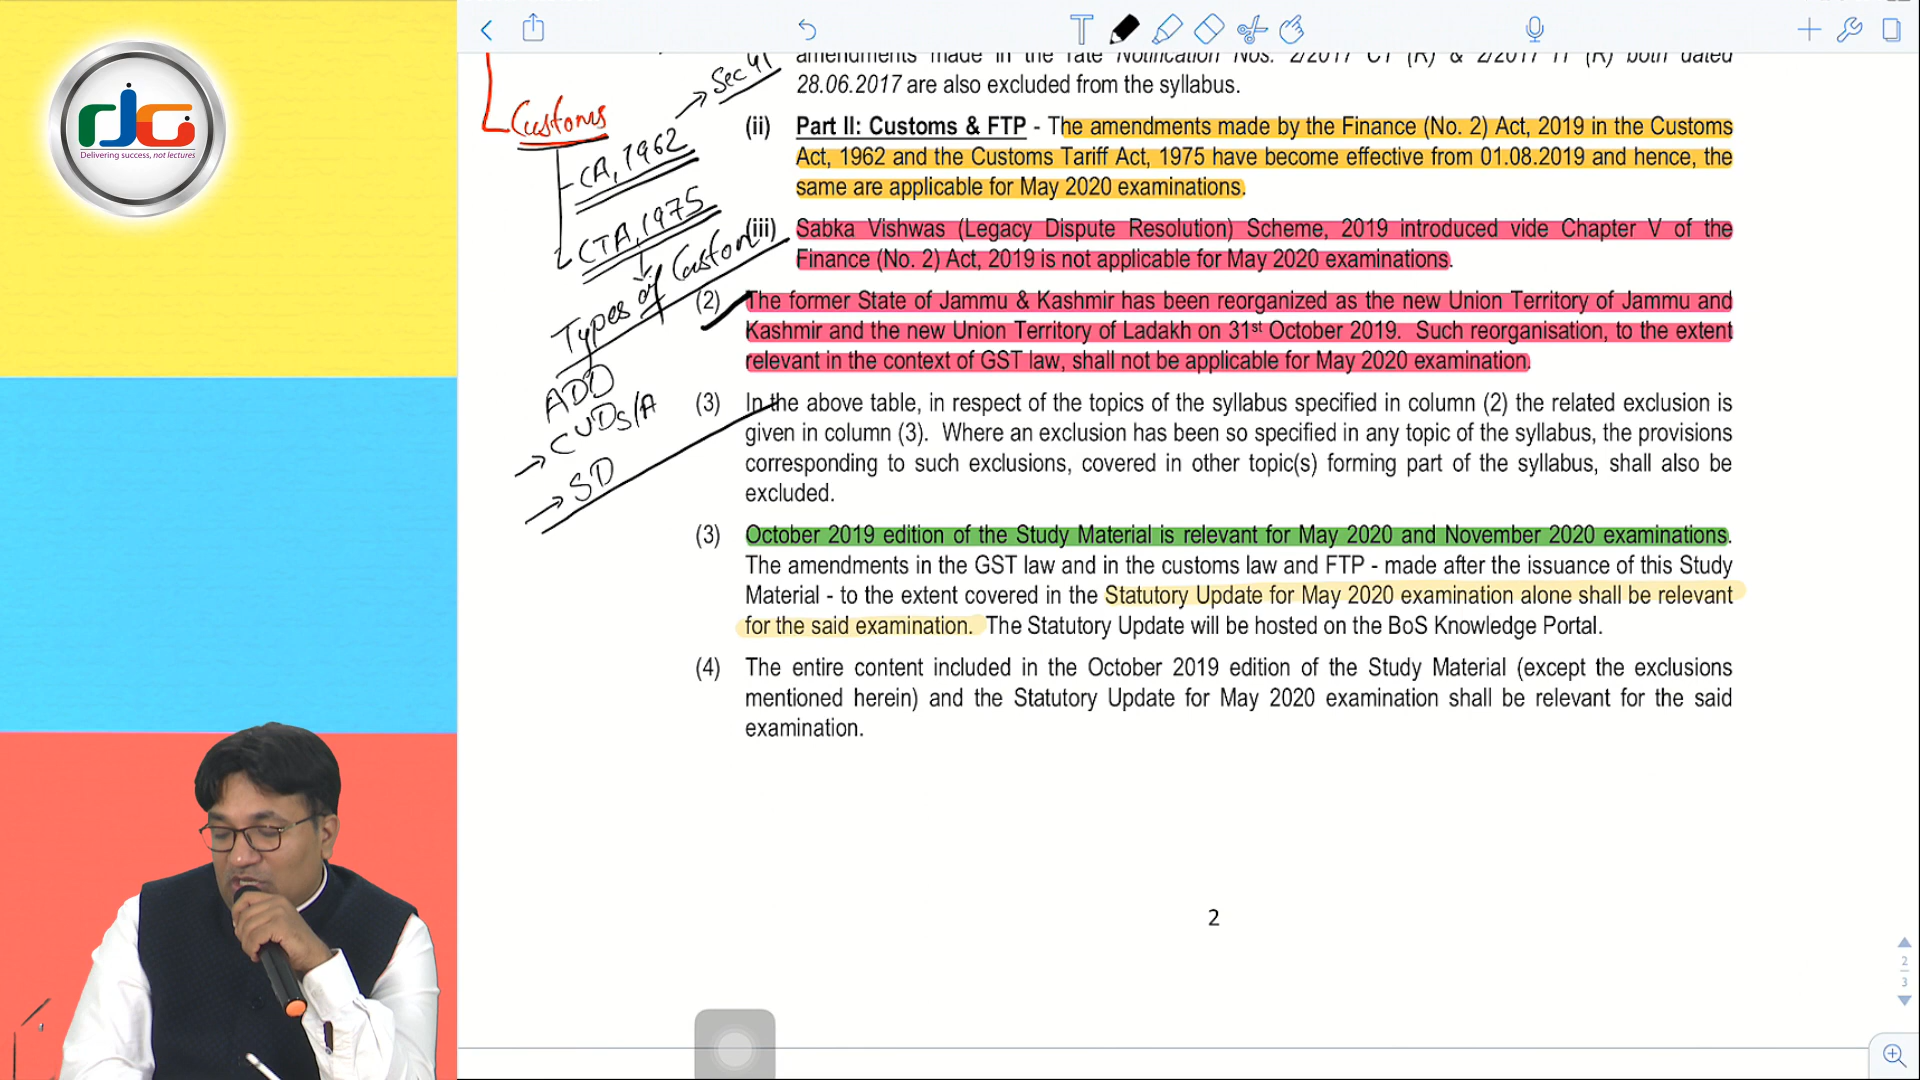 Delivering success, not lectures
amendments made in the rate Notification Nos. 2/2017 CT (R) & 2/2017 IT (R) both dated
28.06.2017 are also excluded from the syllabus.
Sec 41
Customs
CA, 1962
CTA, 1975
Types of Custom
ADD
CVDs/A
SD
(ii) Part II: Customs & FTP - The amendments made by the Finance (No. 2) Act, 2019 in the Customs
Act, 1962 and the Customs Tariff Act, 1975 have become effective from 01.08.2019 and hence, the
same are applicable for May 2020 examinations.
(iii) Sabka Vishwas (Legacy Dispute Resolution) Scheme, 2019 introduced vide Chapter V of the
Finance (No. 2) Act, 2019 is not applicable for May 2020 examinations.
(2) The former State of Jammu & Kashmir has been reorganized as the new Union Territory of Jammu and
Kashmir and the new Union Territory of Ladakh on 31st October 2019. Such reorganisation, to the extent
relevant in the context of GST law, shall not be applicable for May 2020 examination.
(3) In the above table, in respect of the topics of the syllabus specified in column (2) the related exclusion is
given in column (3). Where an exclusion has been so specified in any topic of the syllabus, the provisions
corresponding to such exclusions, covered in other topic(s) forming part of the syllabus, shall also be
excluded.
(3) October 2019 edition of the Study Material is relevant for May 2020 and November 2020 examinations.
The amendments in the GST law and in the customs law and FTP - made after the issuance of this Study
Material - to the extent covered in the Statutory Update for May 2020 examination alone shall be relevant
for the said examination. The Statutory Update will be hosted on the BoS Knowledge Portal.
(4) The entire content included in the October 2019 edition of the Study Material (except the exclusions
mentioned herein) and the Statutory Update for May 2020 examination shall be relevant for the said
examination.
2
2
3